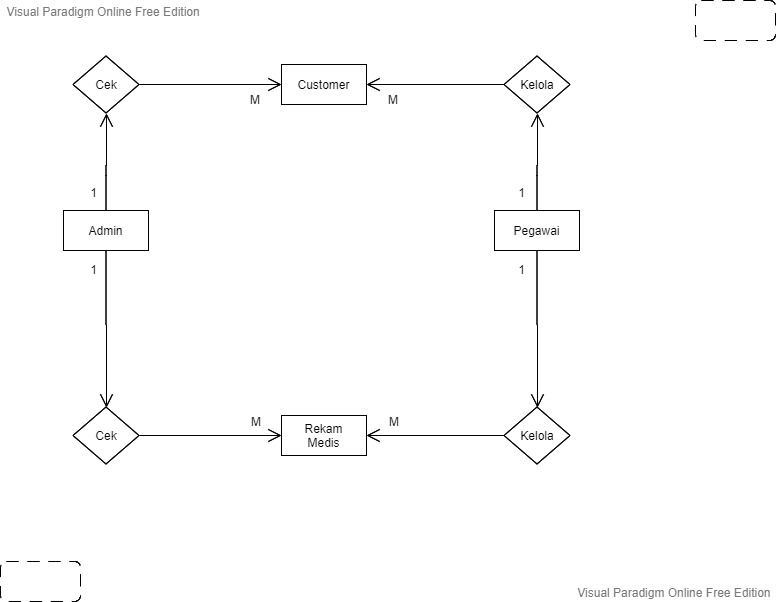 Visual Paradigm Online Free Edition
Cek
Customer
Kelola
M
M
1
1
Admin
Pegawai
1
1
M
M
Cek
Rekam
Medis
Kelola
Visual Paradigm Online Free Edition